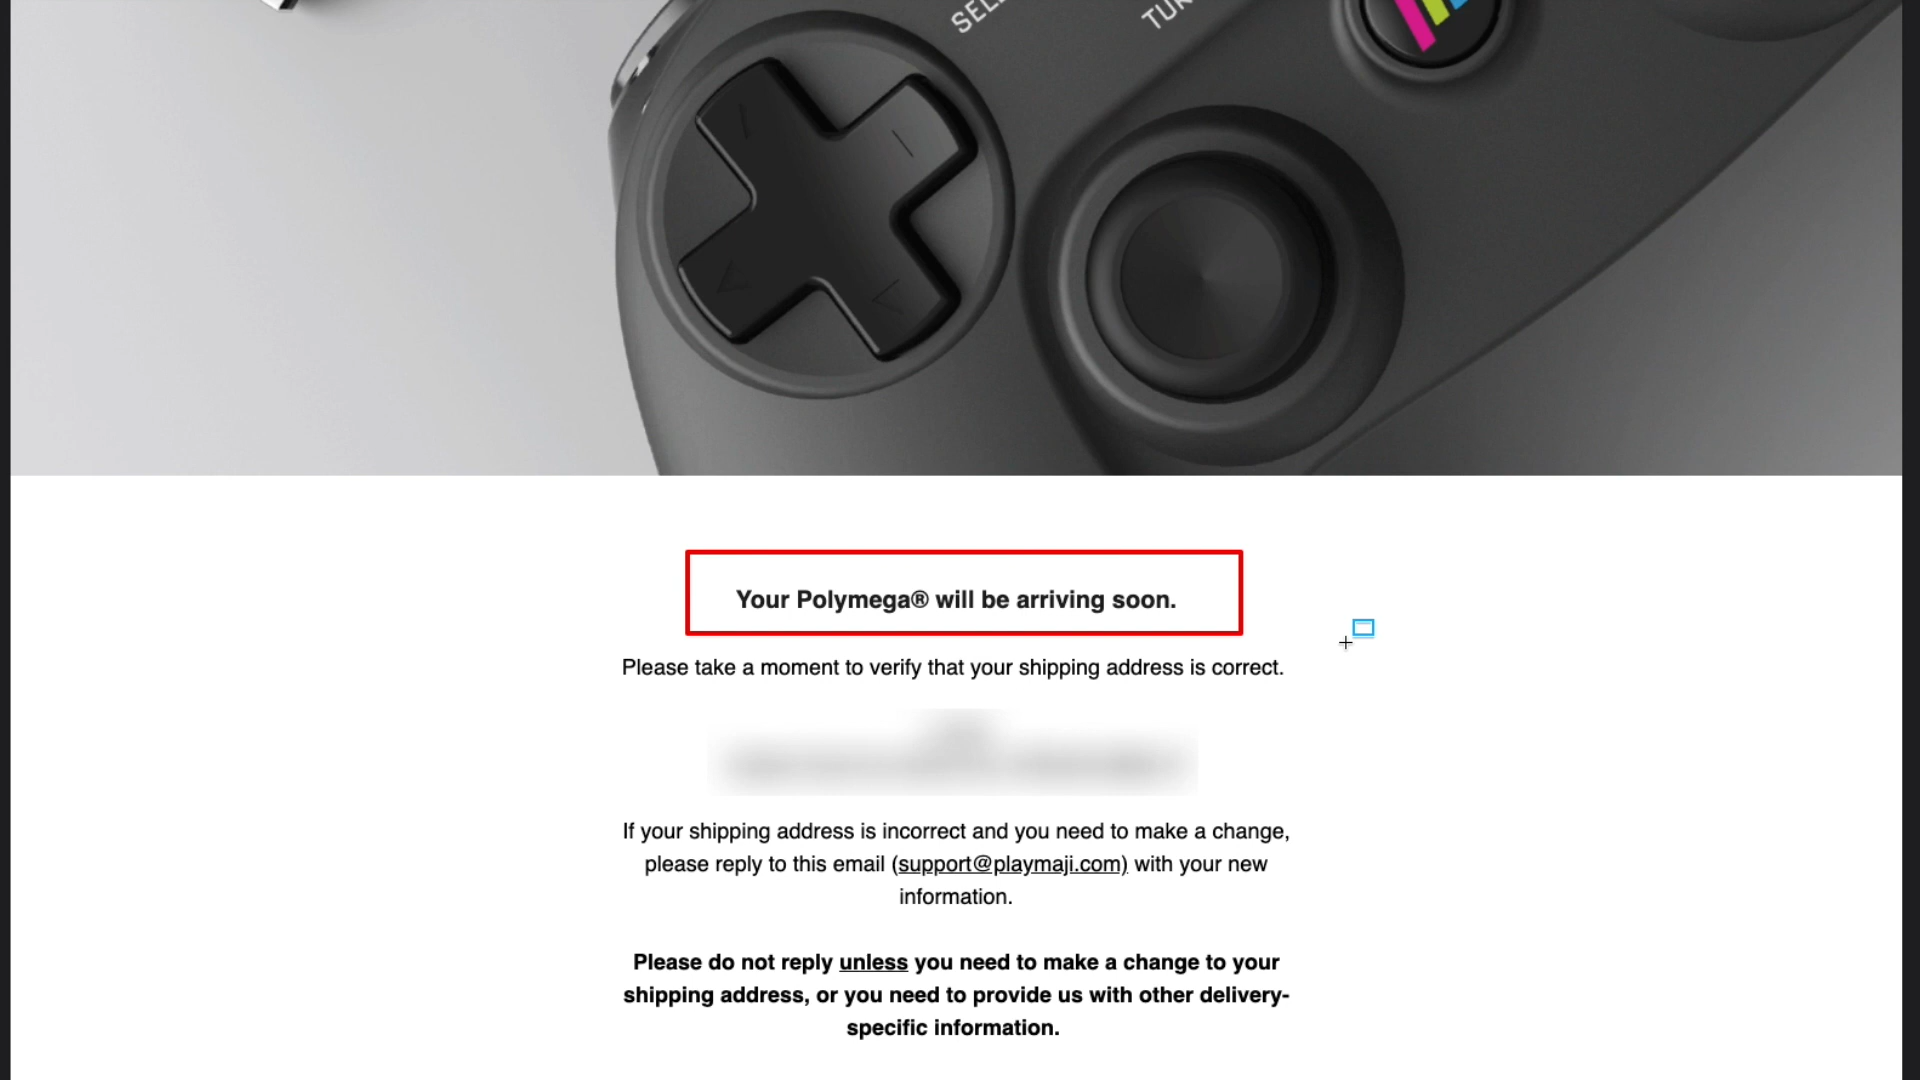 Your Polymega® will be arriving soon.
Please take a moment to verify that your shipping address is correct.
If your shipping address is incorrect and you need to make a change,
please reply to this email (support@playmaji.com) with your new
information.
Please do not reply unless you need to make a change to your
shipping address, or you need to provide us with other delivery-
specific information.